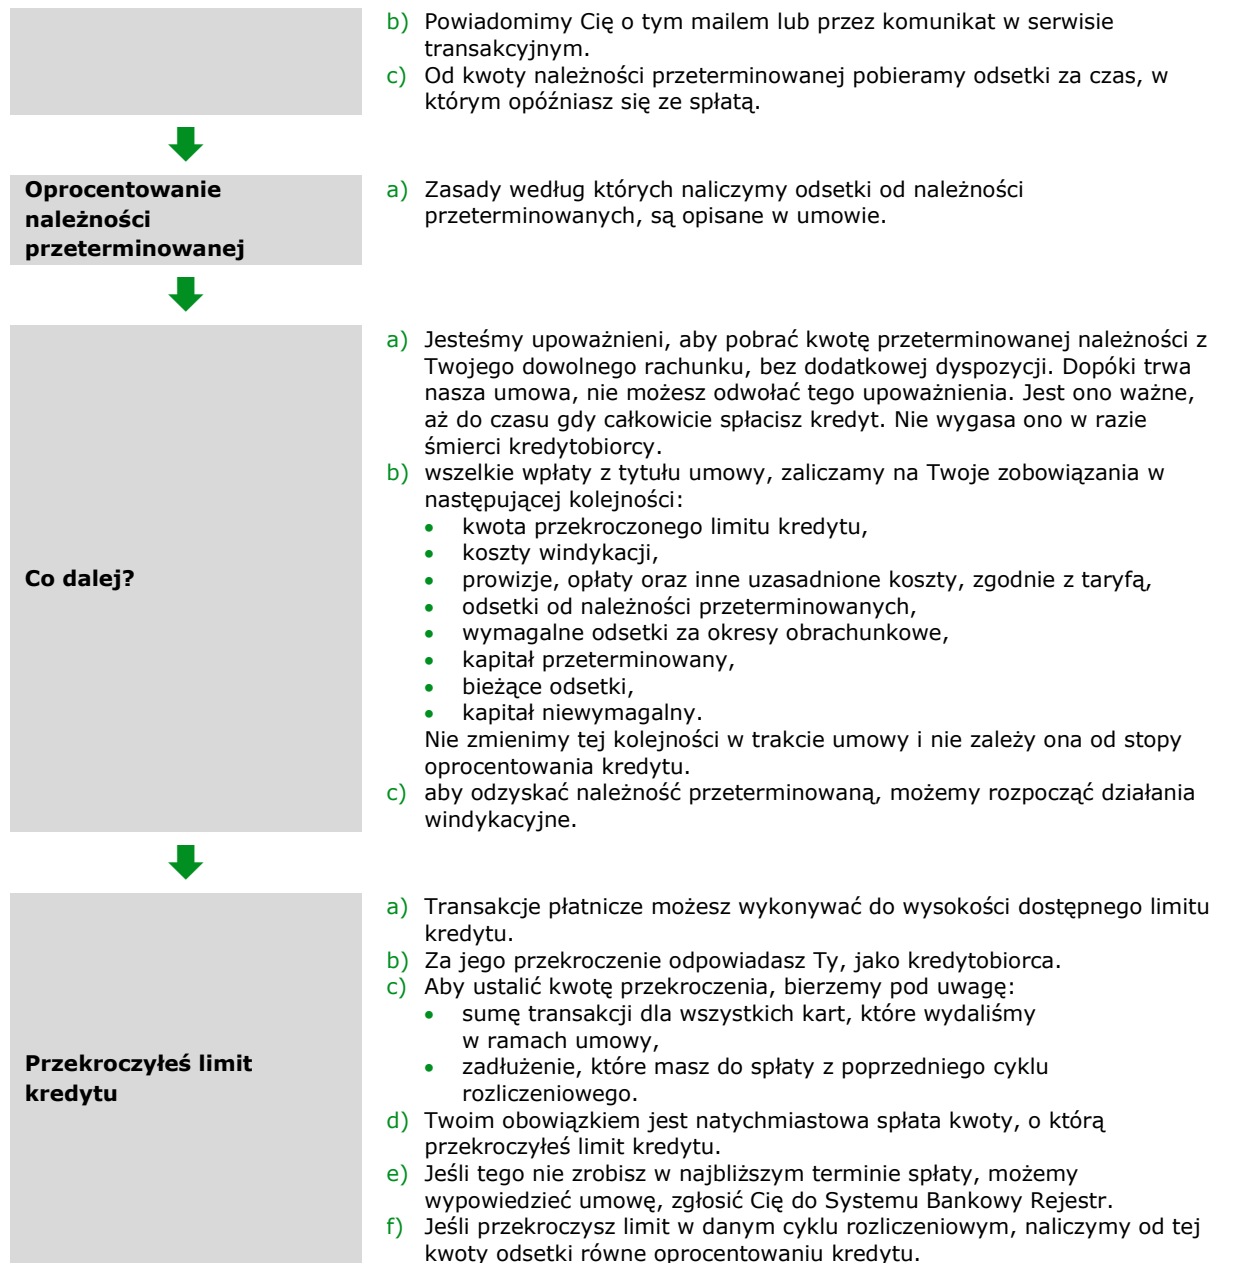 b) Powiadomimy Cię o tym mailem lub przez komunikat w serwisie
transakcyjnym.
c) Od kwoty należności przeterminowanej pobieramy odsetki za czas, w
którym opóźniasz się ze spłatą.
Oprocentowanie
należności
przeterminowanej
a) Zasady według których naliczymy odsetki od należności
przeterminowanych, są opisane w umowie.
Co dalej?
a) Jesteśmy upoważnieni, aby pobrać kwotę przeterminowanej należności z
Twojego dowolnego rachunku, bez dodatkowej dyspozycji. Dopóki trwa
nasza umowa, nie możesz odwołać tego upoważnienia. Jest ono ważne,
aż do czasu gdy całkowicie spłacisz kredyt. Nie wygasa ono w razie
śmierci kredytobiorcy.
b) wszelkie wpłaty z tytułu umowy, zaliczamy na Twoje zobowiązania w
następującej kolejności:
• kwota przekroczonego limitu kredytu,
• koszty windykacji,
• prowizje, opłaty oraz inne uzasadnione koszty, zgodnie z taryfą,
• odsetki od należności przeterminowanych,
• wymagalne odsetki za okresy obrachunkowe,
• kapitał przeterminowany,
• bieżące odsetki,
• kapitał niewymagalny.
Nie zmienimy tej kolejności w trakcie umowy i nie zależy ona od stopy
oprocentowania kredytu.
c) aby odzyskać należność przeterminowaną, możemy rozpocząć działania
windykacyjne.
Przekroczyłeś limit
kredytu
a) Transakcje płatnicze możesz wykonywać do wysokości dostępnego limitu
kredytu.
b) Za jego przekroczenie odpowiadasz Ty, jako kredytobiorca.
c) Aby ustalić kwotę przekroczenia, bierzemy pod uwagę:
• sumę transakcji dla wszystkich kart, które wydaliśmy
w ramach umowy,
• zadłużenie, które masz do spłaty z poprzedniego cyklu
rozliczeniowego.
d) Twoim obowiązkiem jest natychmiastowa spłata kwoty, o którą
przekroczyłeś limit kredytu.
e) Jeśli tego nie zrobisz w najbliższym terminie spłaty, możemy
wypowiedzieć umowę, zgłosić Cię do Systemu Bankowy Rejestr.
f) Jeśli przekroczysz limit w danym cyklu rozliczeniowym, naliczymy od tej
kwoty odsetki równe oprocentowaniu kredytu.